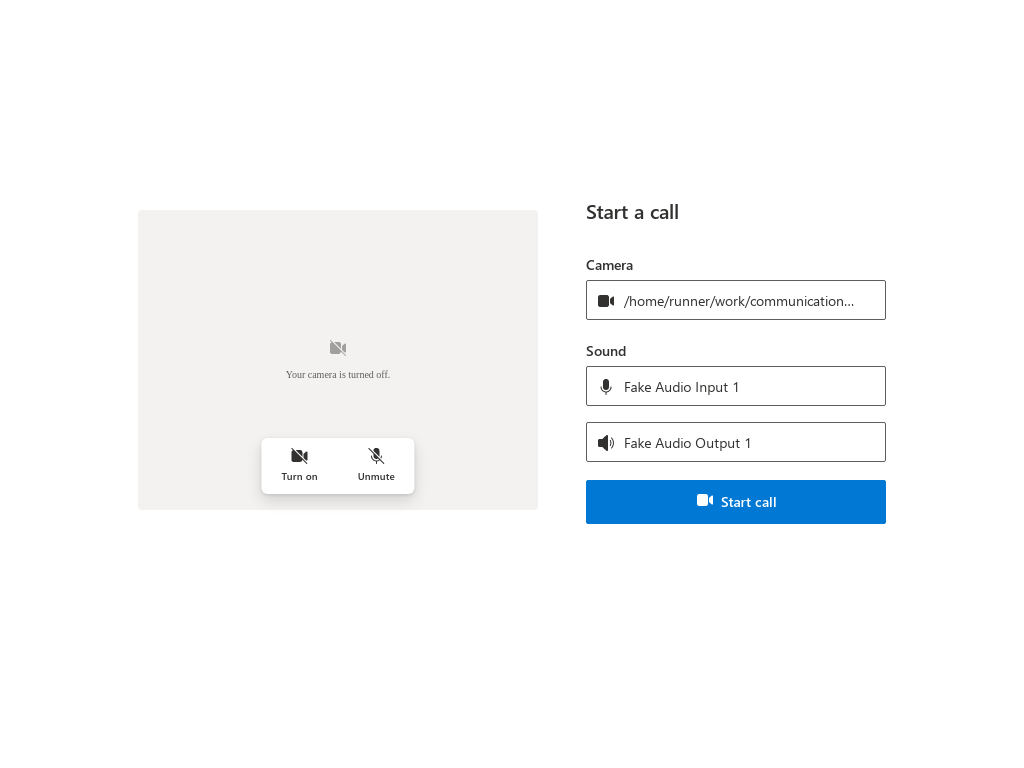 Start a call
Camera
/home/runner/work/communication...
Sound
Fake Audio Input 1
Fake Audio Output 1
Start call
Your camera is turned off.
Turn on
Unmute